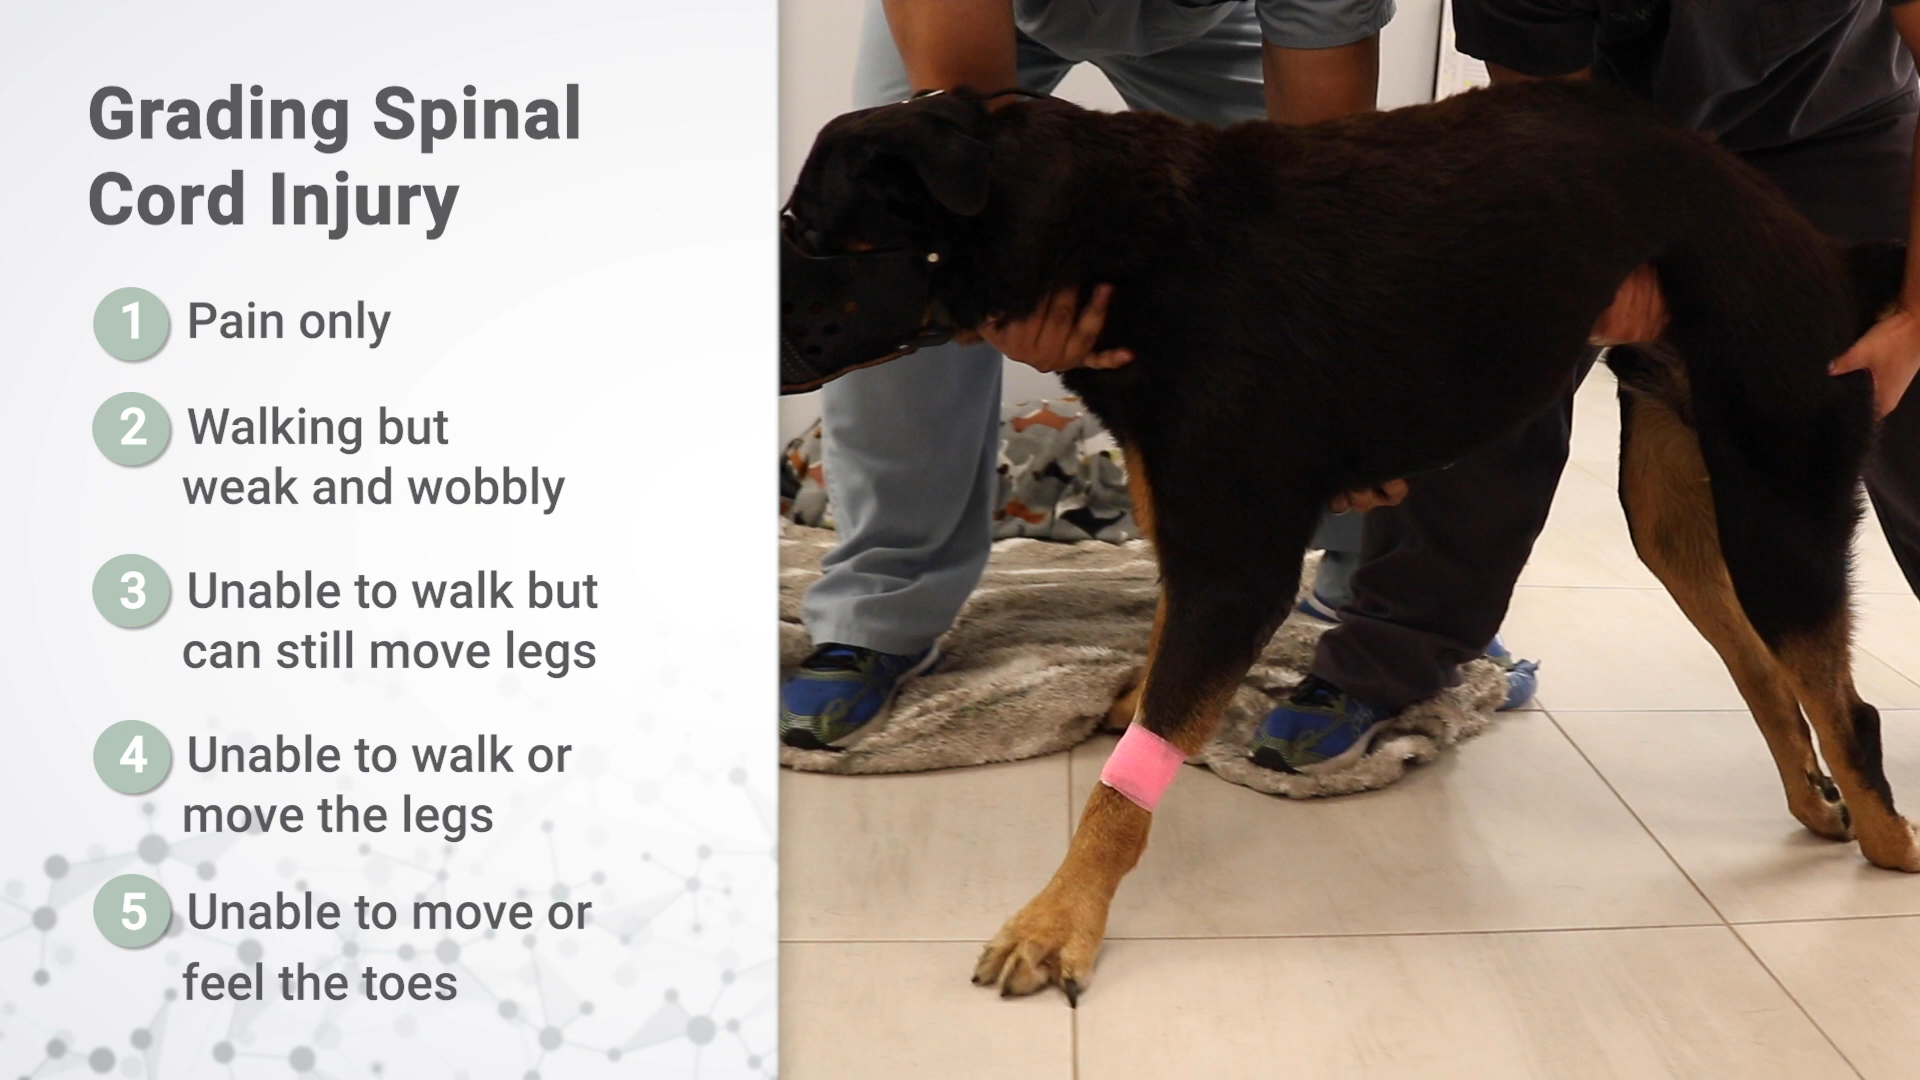 Grading Spinal
Cord Injury
1 Pain only
2 Walking but
weak and wobbly
3 Unable to walk but
can still move legs
4 Unable to walk or
move the legs
5 Unable to move or
feel the toes